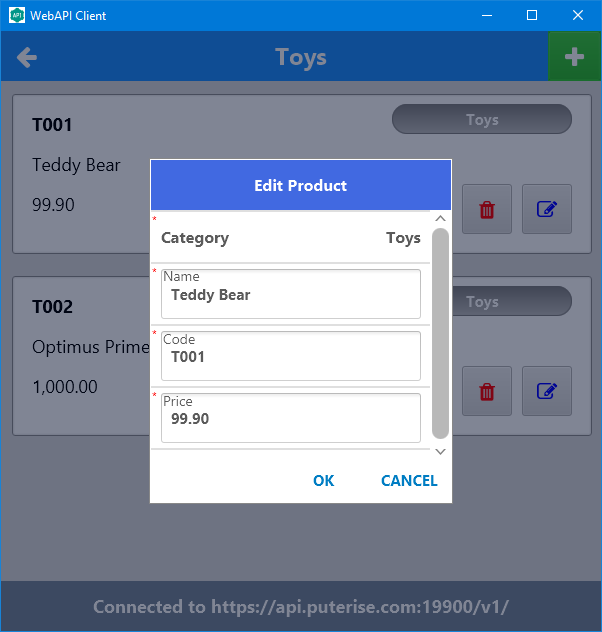 API WebAPI Client
Toys
T001
Toys
Teddy Bear
99.90
T002
Toys
Optimus Prime
1,000.00
Edit Product
*
Category Toys
*
Name
Teddy Bear
*
Code
T001
*
Price
99.90
OK CANCEL
Connected to https://api.puterise.com:19900/v1/